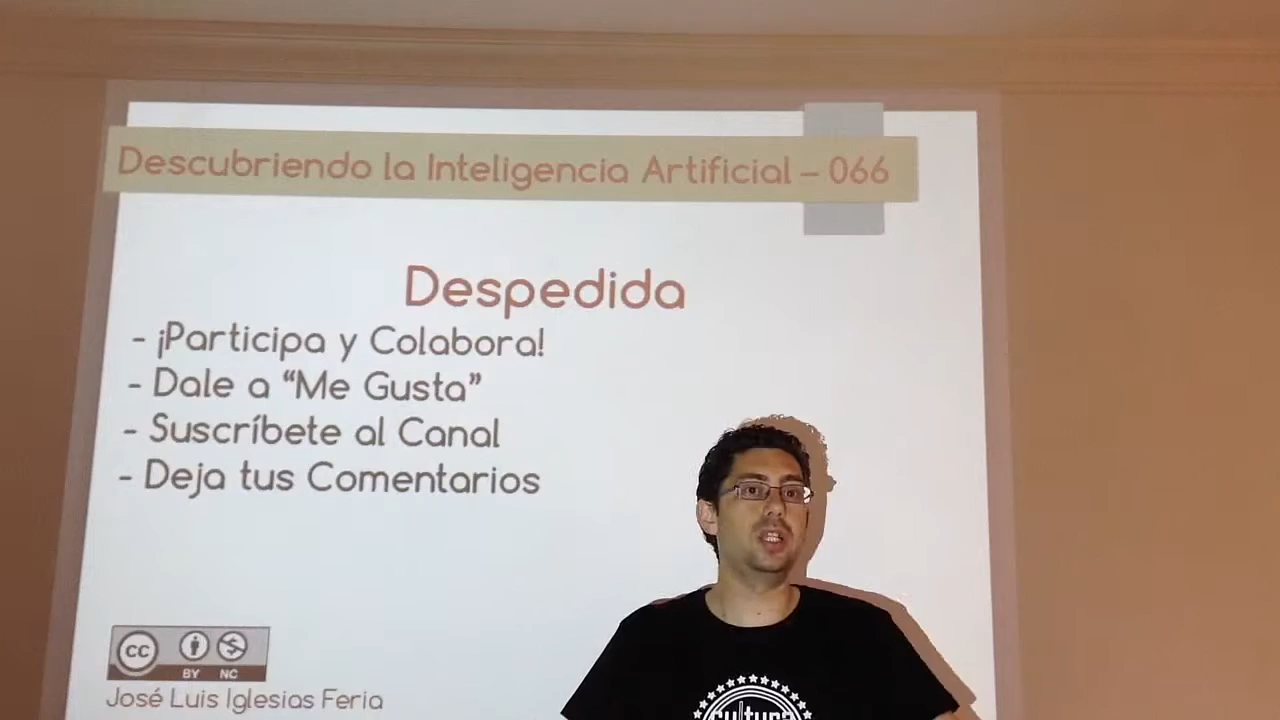 Descubriendo la Inteligencia Artificial – 066
Despedida
- ¡Participa y Colabora!
- Dale a “Me Gusta”
- Suscríbete al Canal
- Deja tus Comentarios
cc
BY NC
José Luis Iglesias Feria
cultura